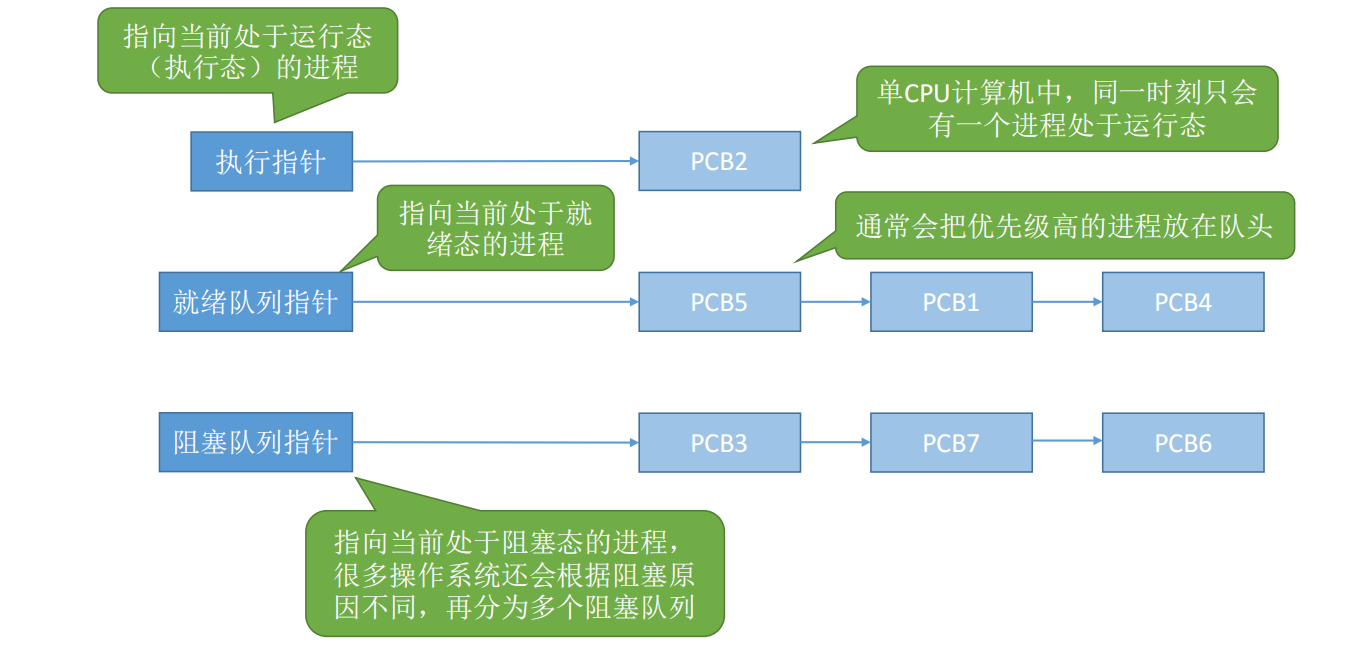 指向当前处于运行态
（执行态）的进程
单CPU计算机中，同一时刻只会
有一个进程处于运行态
执行指针
PCB2
指向当前处于就
绪态的进程
通常会把优先级高的进程放在队头
就绪队列指针
PCB5
PCB1
PCB4
阻塞队列指针
PCB3
PCB7
PCB6
指向当前处于阻塞态的进程，
很多操作系统还会根据阻塞原
因不同，再分为多个阻塞队列